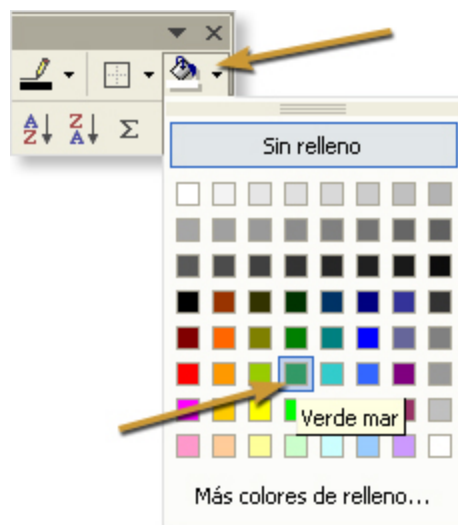 A
Z
Z
A
Σ
Sin relleno
Verde mar
Más colores de relleno...